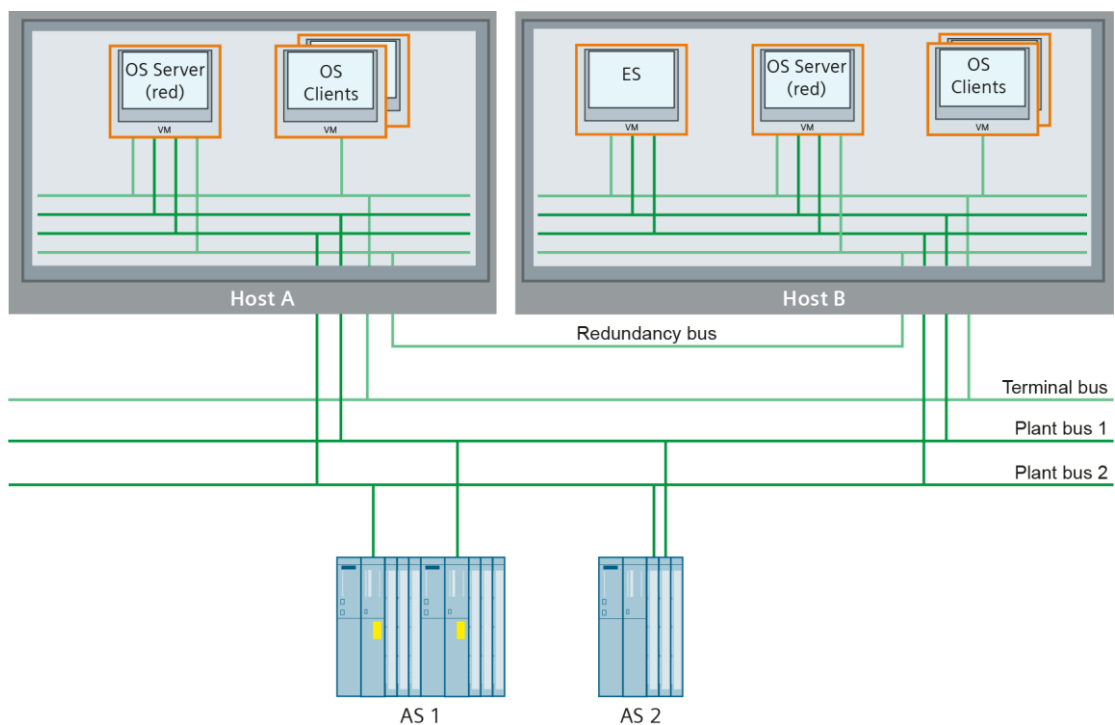 OS Server
(red)
VM
OS
Clients
VM
ES
VM
OS Server
(red)
VM
OS
Clients
VM
Host A
Host B
Redundancy bus
Terminal bus
Plant bus 1
Plant bus 2
AS 1
AS 2